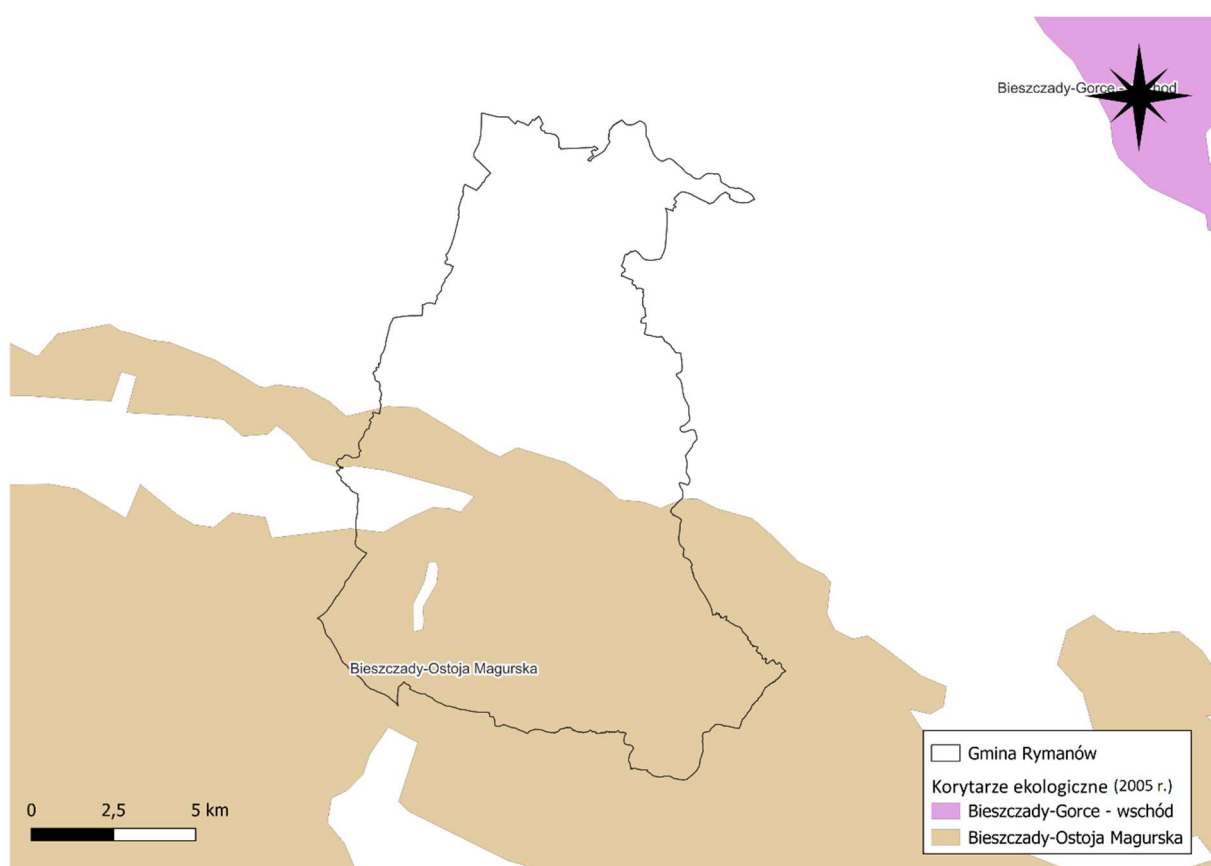 Bieszczady-Gorce - wschod
Bieszczady-Ostoja Magurska
0 2,5 5 km
Gmina Rymanów
Korytarze ekologiczne (2005 r.)
Bieszczady-Gorce - wschód
Bieszczady-Ostoja Magurska